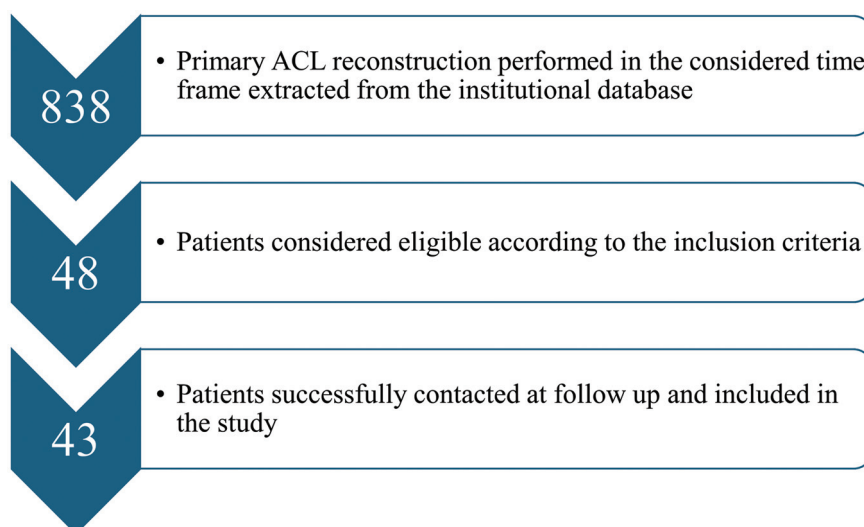 838
• Primary ACL reconstruction performed in the considered time
frame extracted from the institutional database
48
• Patients considered eligible according to the inclusion criteria
43
• Patients successfully contacted at follow up and included in
the study